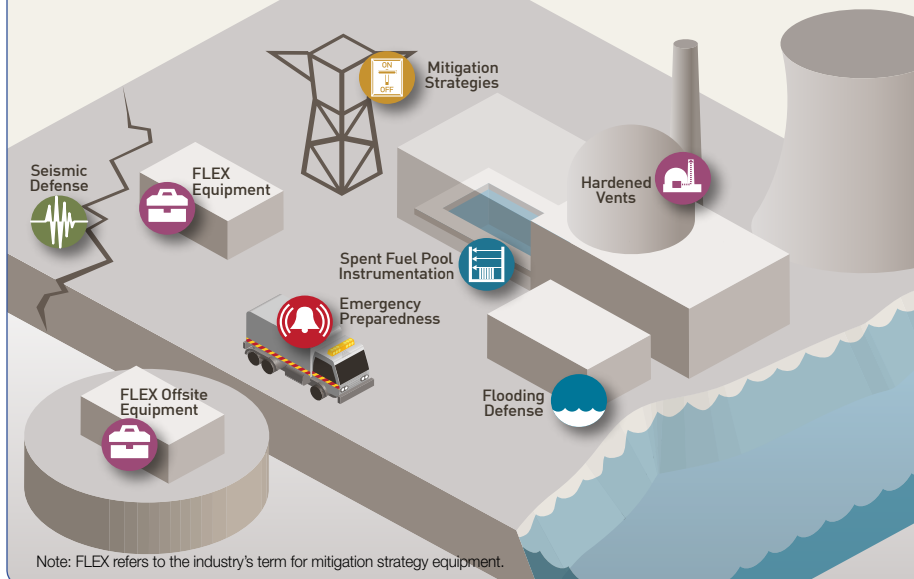 ON
OFF
Mitigation
Strategies
Seismic
Defense
FLEX
Equipment
Hardened
Vents
Spent Fuel Pool
Instrumentation
Emergency
Preparedness
FLEX Offsite
Equipment
Flooding
Defense
Note: FLEX refers to the industry's term for mitigation strategy equipment.